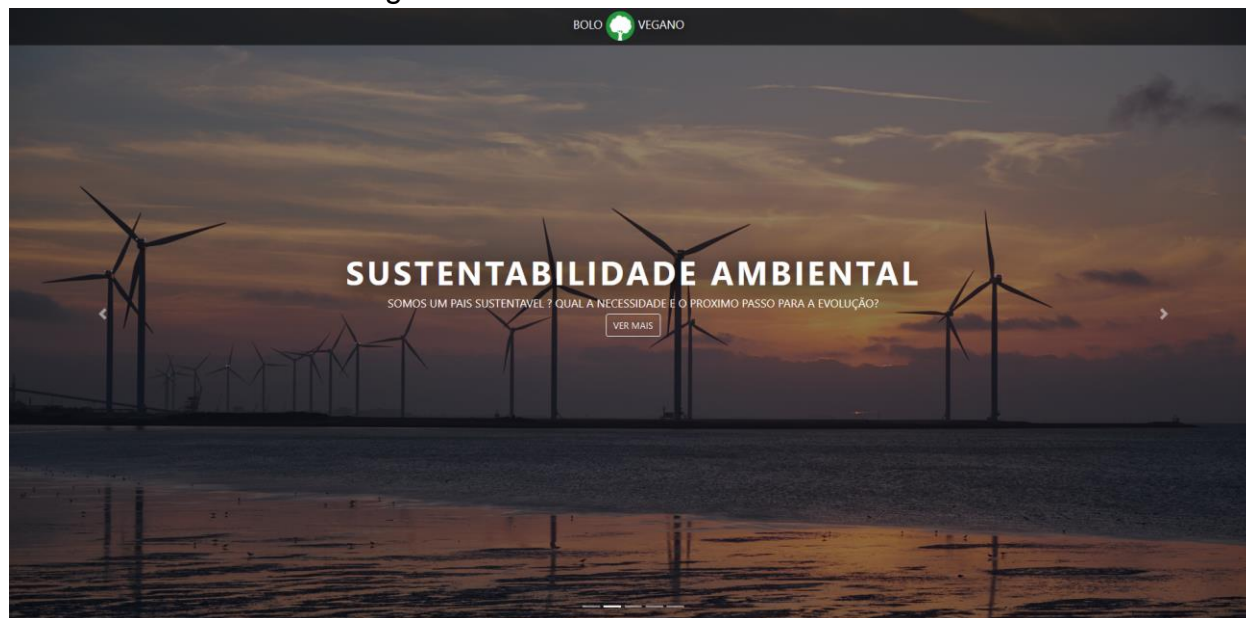 BOLO VEGANO
SUSTENTABILIDADE AMBIENTAL
SOMOS UM PAIS SUSTENTAVEL ? QUAL A NECESSIDADE E O PROXIMO PASSO PARA A EVOLUÇÃO?
VER MAIS